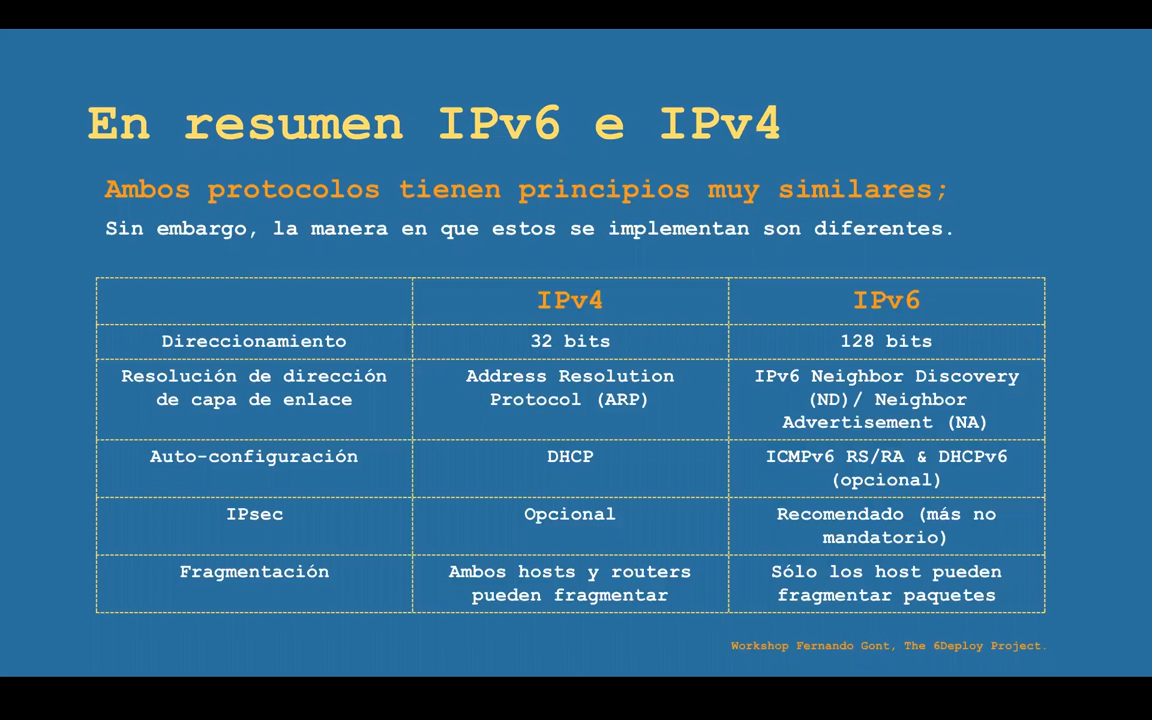 En resumen IPv6 e IPv4
Ambos protocolos tienen principios muy similares;
Sin embargo, la manera en que estos se implementan son diferentes.
IPv4
IPv6
Direccionamiento
32 bits
128 bits
Resolución de dirección
de capa de enlace
Address Resolution
Protocol (ARP)
IPv6 Neighbor Discovery
(ND)/ Neighbor
Advertisement (NA)
Auto-configuración
DHCP
ICMPv6 RS/RA & DHCPv6
(opcional)
IPsec
Opcional
Recomendado (más no
mandatorio)
Fragmentación
Ambos hosts y routers
pueden fragmentar
Sólo los host pueden
fragmentar paquetes
Workshop Fernando Gont, The 6Deploy Project.